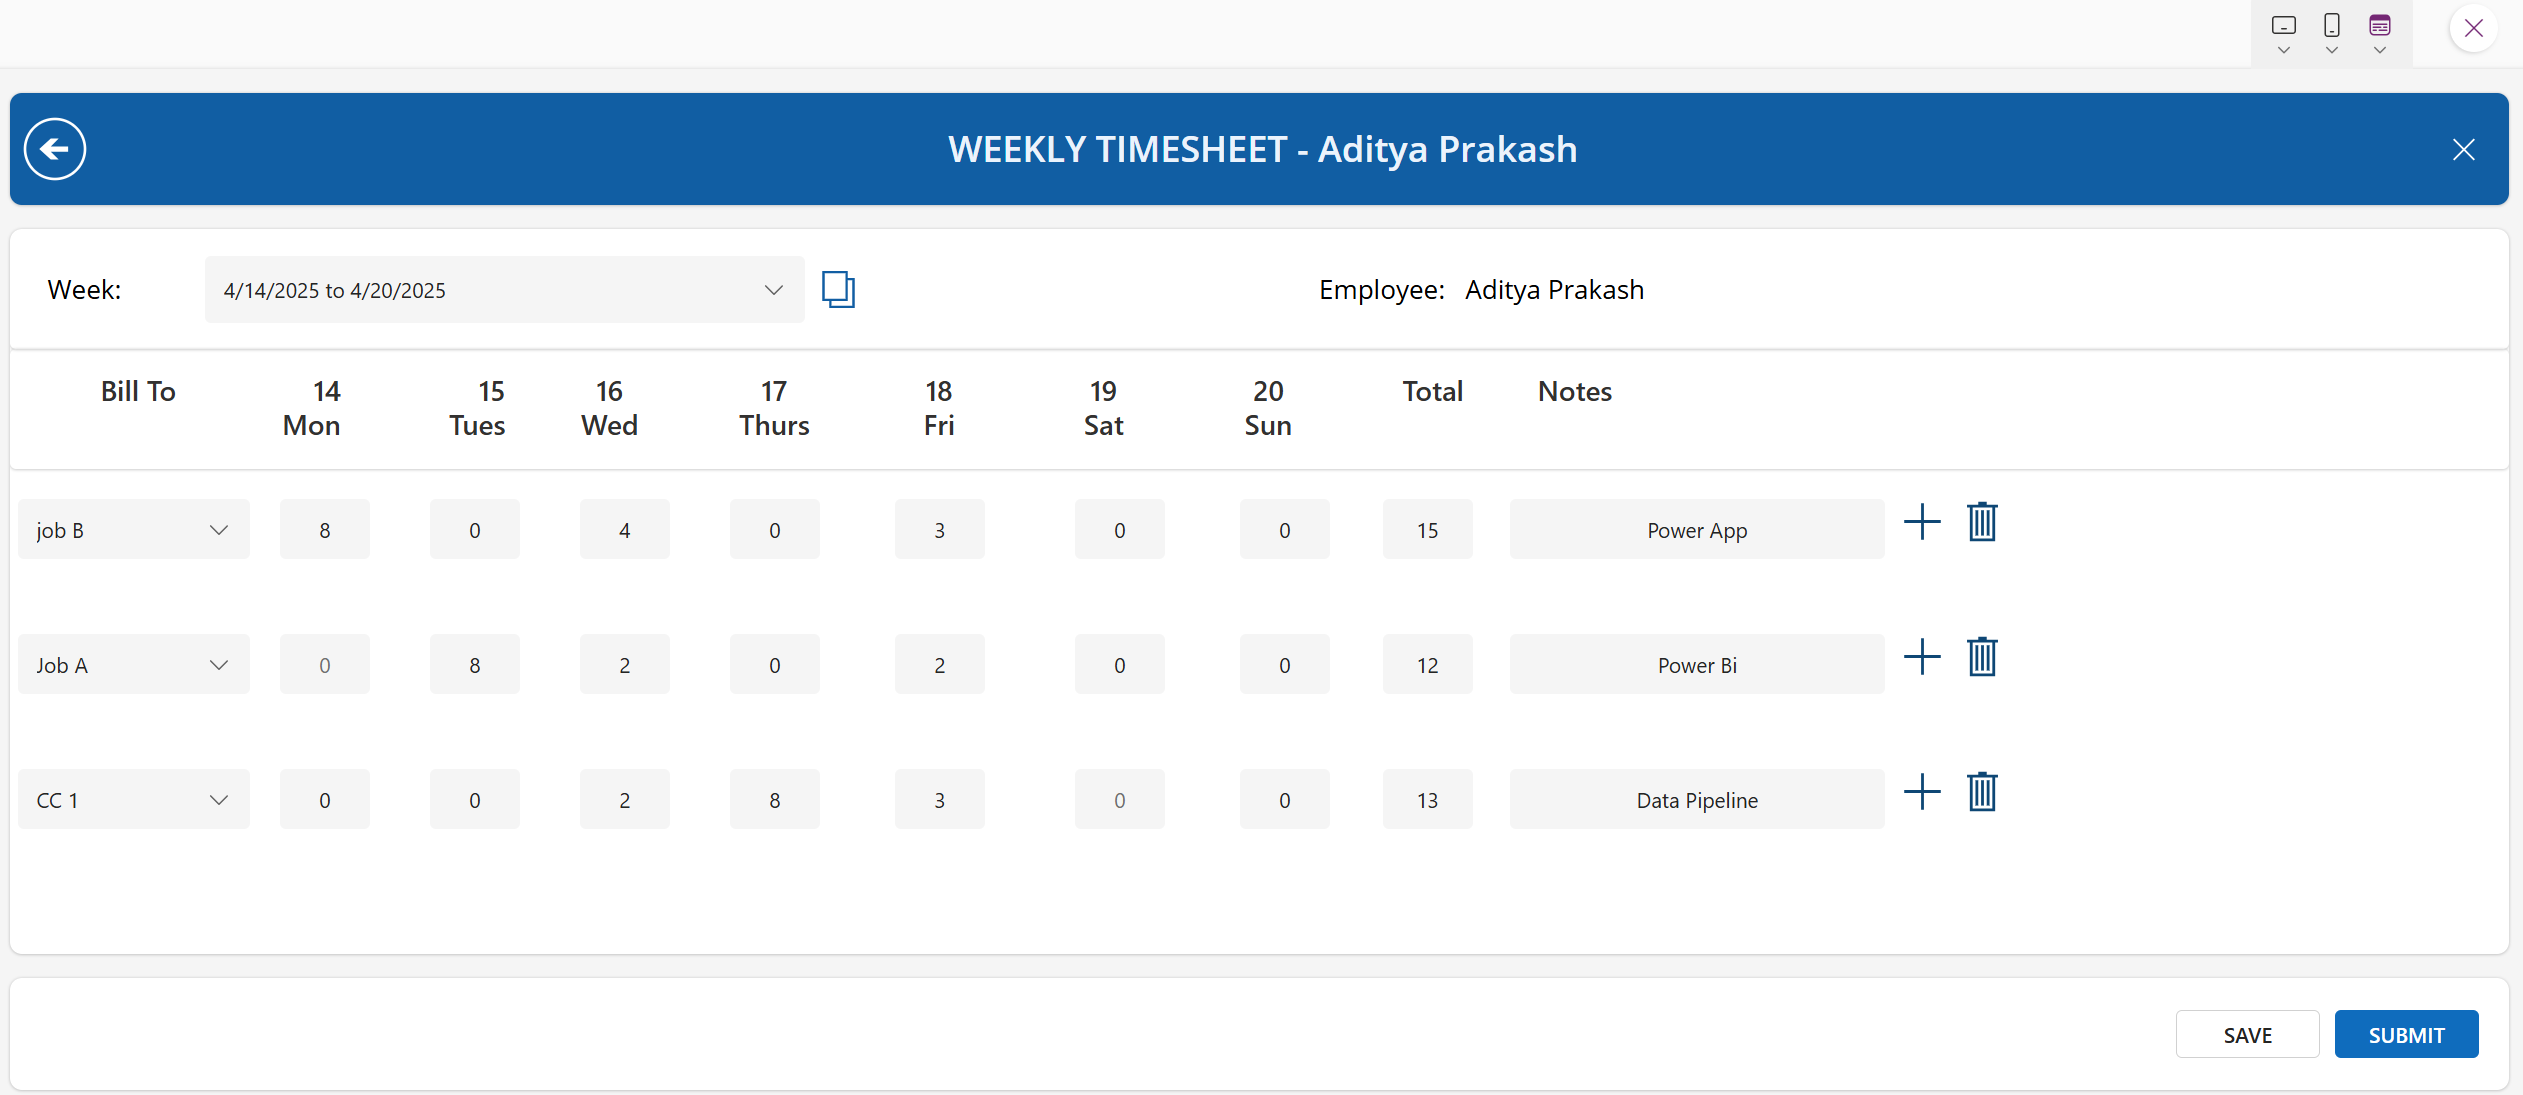 WEEKLY TIMESHEET - Aditya Prakash
Week: 4/14/2025 to 4/20/2025 Employee: Aditya Prakash
Bill To 14 15 16 17 18 19 20 Total Notes
Mon Tues Wed Thurs Fri Sat Sun
job B 8 0 4 0 3 0 0 15 Power App
Job A 0 8 2 0 2 0 0 12 Power Bi
CC 1 0 0 2 8 3 0 0 13 Data Pipeline
SAVE SUBMIT